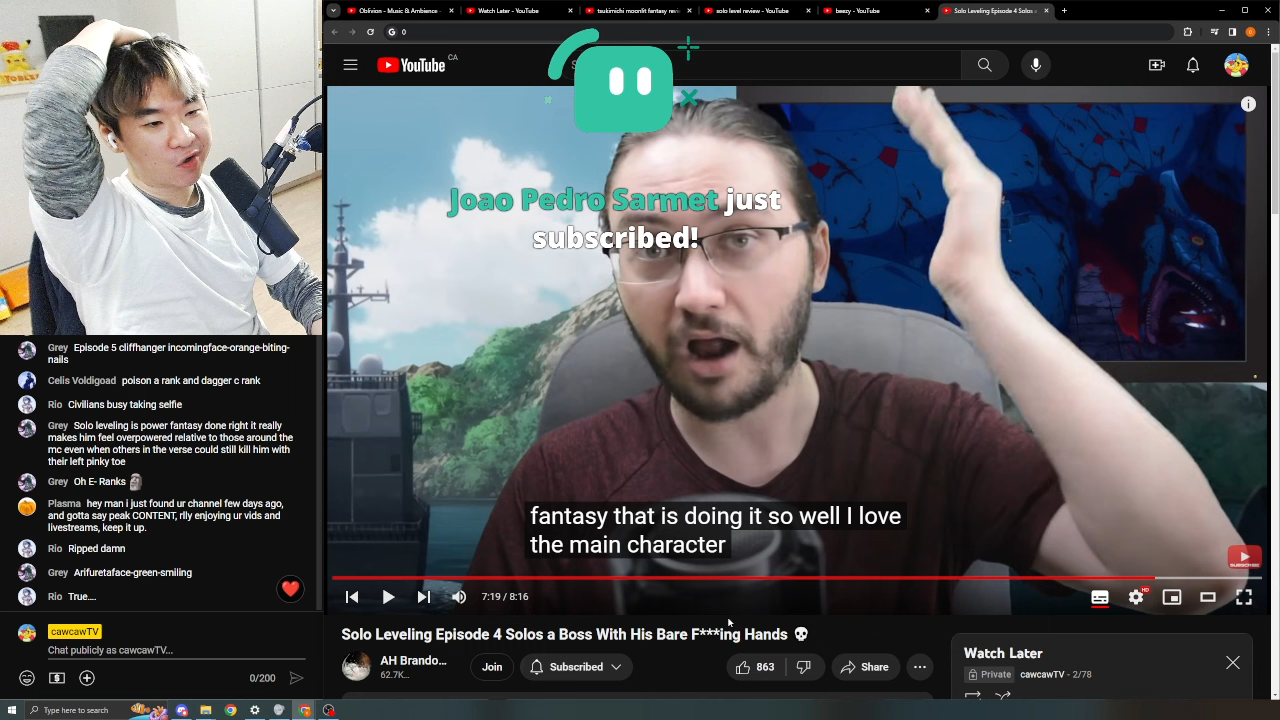 Oblivion - Music & Ambience
Watch Later - YouTube
tsukimichi moonlit fantasy revi
solo level review - YouTube
beezy - YouTube
Solo Leveling Episode 4 Solos a
0
YouTube CA
Joao Pedro Sarmet just
subscribed!
fantasy that is doing it so well I love
the main character
SUBSCRIBE
7:19 / 8:16
HD
Solo Leveling Episode 4 Solos a Boss With His Bare F***ing Hands
AH Brando...
62.7K...
Join
Subscribed
863
Share
Watch Later
Private cawcawTV - 2/78
Grey Episode 5 cliffhanger incomingface-orange-biting-
nails
Celis Voldigoad poison a rank and dagger c rank
Rio Civilians busy taking selfie
Grey Solo leveling is power fantasy done right it really
makes him feel overpowered relative to those around the
mc even when others in the verse could still kill him with
their left pinky toe
Grey Oh E- Ranks
Plasma hey man i just found ur channel few days ago,
and gotta say peak CONTENT, rlly enjoying ur vids and
livestreams, keep it up.
Rio Ripped damn
Grey Arifuretaface-green-smiling
Rio True....
cawcawTV
Chat publicly as cawcawTV...
0/200
Type here to search